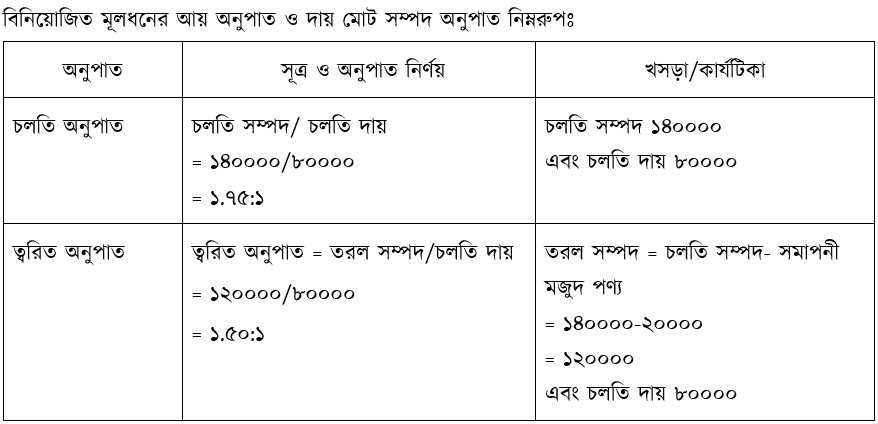 বিনিয়োজিত মূলধনের আয় অনুপাত ও দায় মোট সম্পদ অনুপাত নিম্নরুপঃ
অনুপাত
সূত্র ও অনুপাত নির্ণয়
খসড়া/কার্যটিকা
চলতি অনুপাত
চলতি সম্পদ/ চলতি দায়
= ১৪০০০০/৮০০০০
= ১.৭৫:১
চলতি সম্পদ ১৪০০০০
এবং চলতি দায় ৮০০০০
ত্বরিত অনুপাত
ত্বরিত অনুপাত = তরল সম্পদ/চলতি দায়
= ১২০০০০/৮০০০০
= ১.৫০:১
তরল সম্পদ = চলতি সম্পদ- সমাপনী
মজুদ পণ্য
= ১৪০০০০-২০০০০
= ১২০০০০
এবং চলতি দায় ৮০০০০